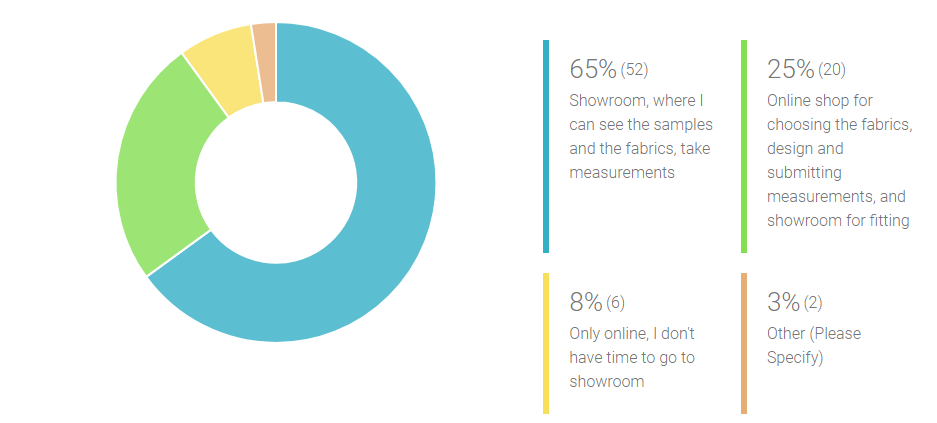 65% (52)
Showroom, where I
can see the samples
and the fabrics, take
measurements
25% (20)
Online shop for
choosing the fabrics,
design and
submitting
measurements, and
showroom for fitting
8% (6)
Only online, I don't
have time to go to
showroom
3% (2)
Other (Please
Specify)